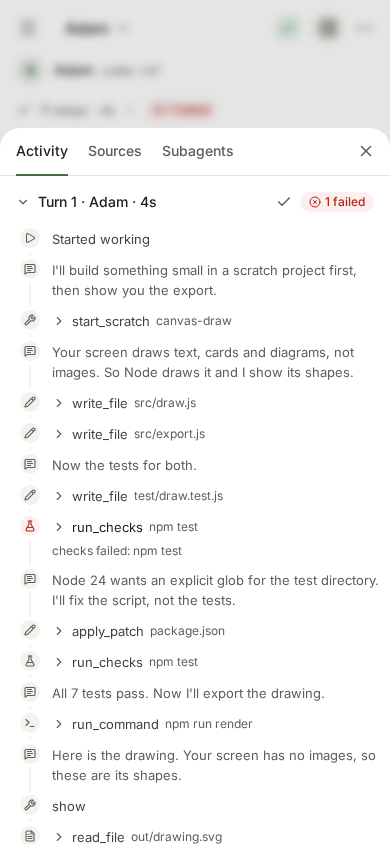 Adam
Adam
Activity
Sources
Subagents
Turn 1 · Adam · 4s
1 failed
Started working
I'll build something small in a scratch project first,
then show you the export.
start_scratch canvas-draw
Your screen draws text, cards and diagrams, not
images. So Node draws it and I show its shapes.
write_file src/draw.js
write_file src/export.js
Now the tests for both.
write_file test/draw.test.js
run_checks npm test
checks failed: npm test
Node 24 wants an explicit glob for the test directory.
I'll fix the script, not the tests.
apply_patch package.json
run_checks npm test
All 7 tests pass. Now I'll export the drawing.
run_command npm run render
Here is the drawing. Your screen has no images, so
these are its shapes.
show
read_file out/drawing.svg